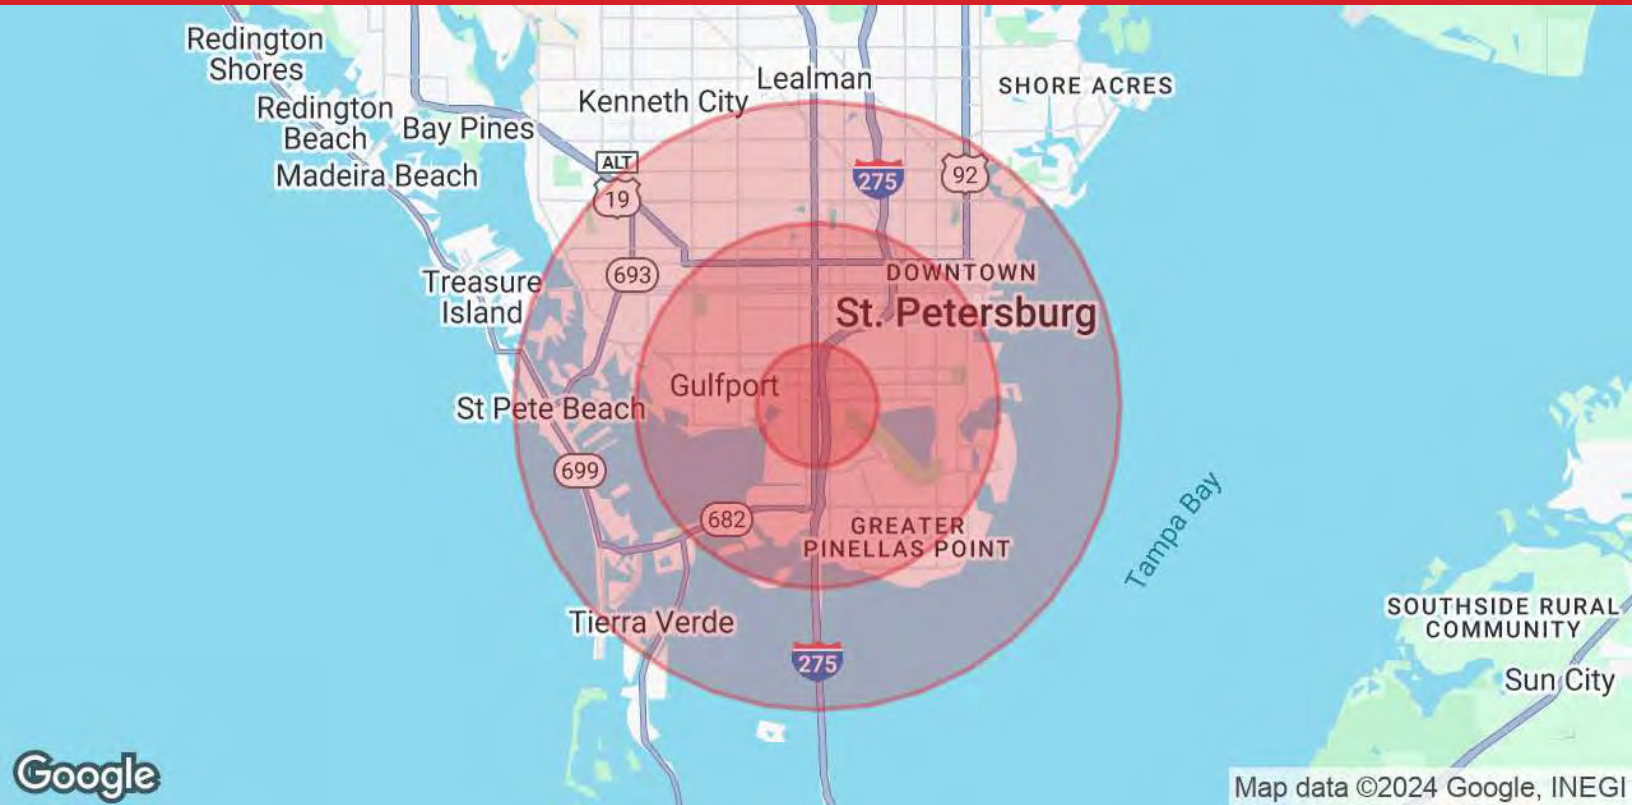 Redington
Shores
Lealman
SHORE ACRES
Kenneth City
Redington
Beach
Bay Pines
Madeira Beach
ALT
19
275
92
693
DOWNTOWN
Treasure
Island
St. Petersburg
Gulfport
St Pete Beach
699
682
GREATER
PINELLAS POINT
Tampa Bay
Tierra Verde
275
SOUTHSIDE RURAL
COMMUNITY
Sun City
Google
Map data ©2024 Google, INEGI